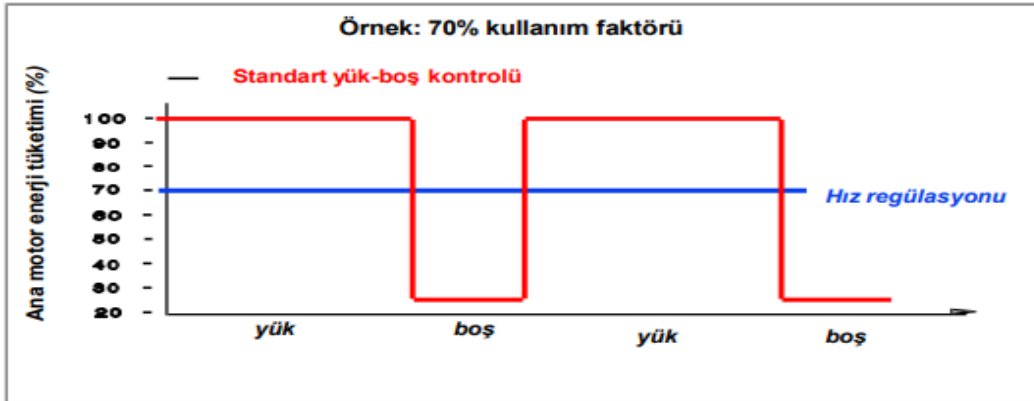 Örnek: 70% kullanım faktörü
Standart yük-boş kontrolü
Ana motor enerji tüketimi (%)
100
90
80
70
60
50
40
30
20
Hız regülasyonu
yük
boş
yük
boş